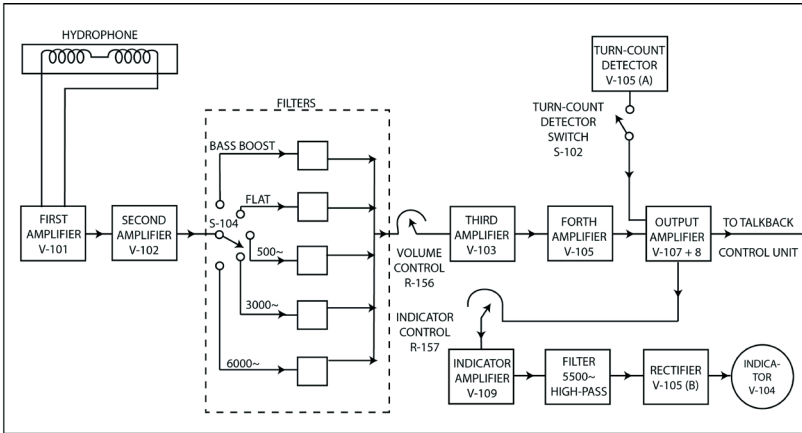 HYDROPHONE
FIRST
AMPLIFIER
V-101
SECOND
AMPLIFIER
V-102
FILTERS
BASS BOOST
FLAT
S-104
500~
3000~
6000~
VOLUME
CONTROL
R-156
THIRD
AMPLIFIER
V-103
FORTH
AMPLIFIER
V-105
TURN-COUNT
DETECTOR
V-105 (A)
TURN-COUNT
DETECTOR
SWITCH
S-102
OUTPUT
AMPLIFIER
V-107 + 8
TO TALKBACK
CONTROL UNIT
INDICATOR
CONTROL
R-157
INDICATOR
AMPLIFIER
V-109
FILTER
5500~
HIGH-PASS
RECTIFIER
V-105 (B)
INDICA-
TOR
V-104